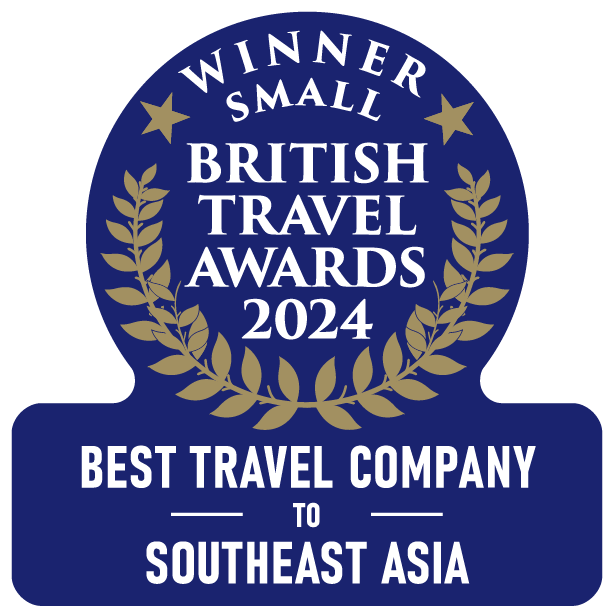 WINNER
SMALL
BRITISH
TRAVEL
AWARDS
2024
BEST TRAVEL COMPANY
TO
SOUTHEAST ASIA